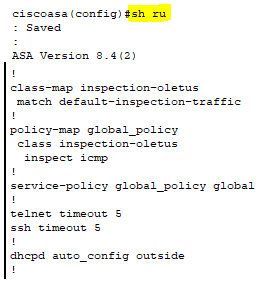 ciscoasa(config)#sh ru
: Saved
:
ASA Version 8.4(2)
!
class-map inspection-oletus
 match default-inspection-traffic
!
policy-map global_policy
 class inspection-oletus
  inspect icmp
!
service-policy global_policy global
!
telnet timeout 5
ssh timeout 5
!
dhcpd auto_config outside
!